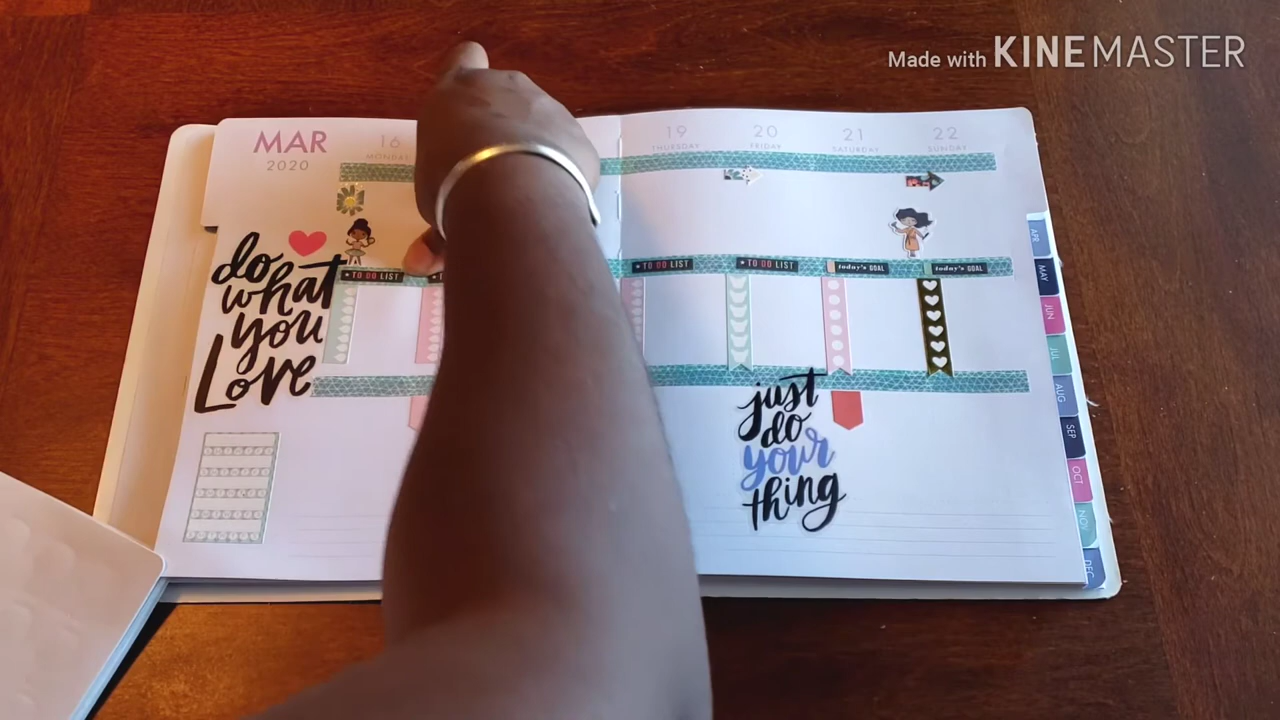 Made with KINEMASTER
MAR
2020
16
MONDAY
19
THURSDAY
20
FRIDAY
21
SATURDAY
22
SUNDAY
do
what
you
Love
TO DO LIST
TO DO LIST
TO DO LIST
today's GOAL
today's GOAL
just
do
your
thing
APR
MAY
JUN
JUL
AUG
SEP
OCT
NOV
DEC